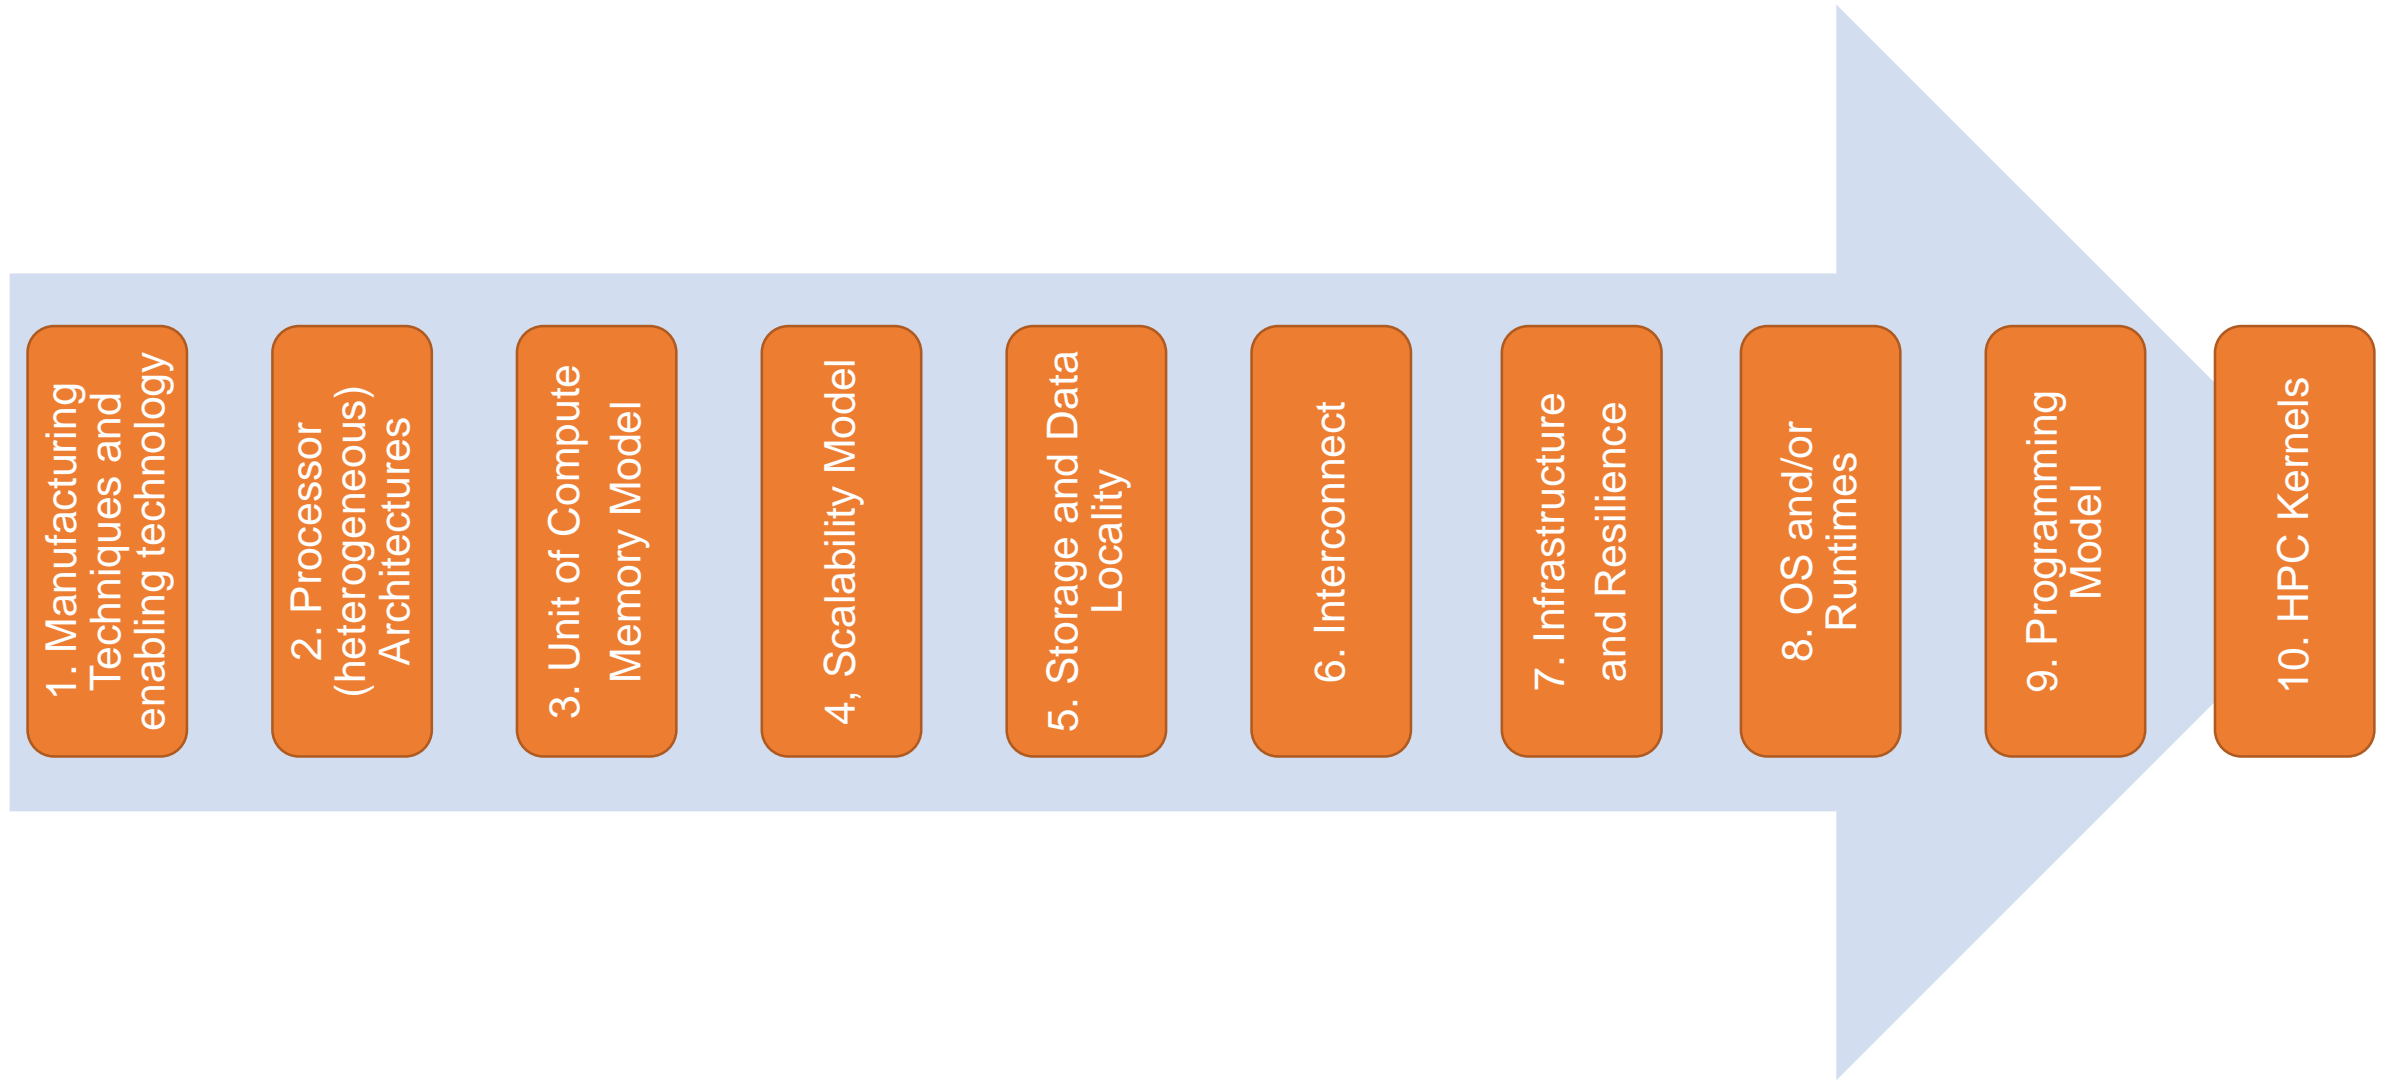 1. Manufacturing
Techniques and
enabling technology
2. Processor
(heterogeneous)
Architectures
3. Unit of Compute
Memory Model
4, Scalability Model
5. Storage and Data
Locality
6. Interconnect
7. Infrastructure
and Resilience
8. OS and/or
Runtimes
9. Programming
Model
10. HPC Kernels